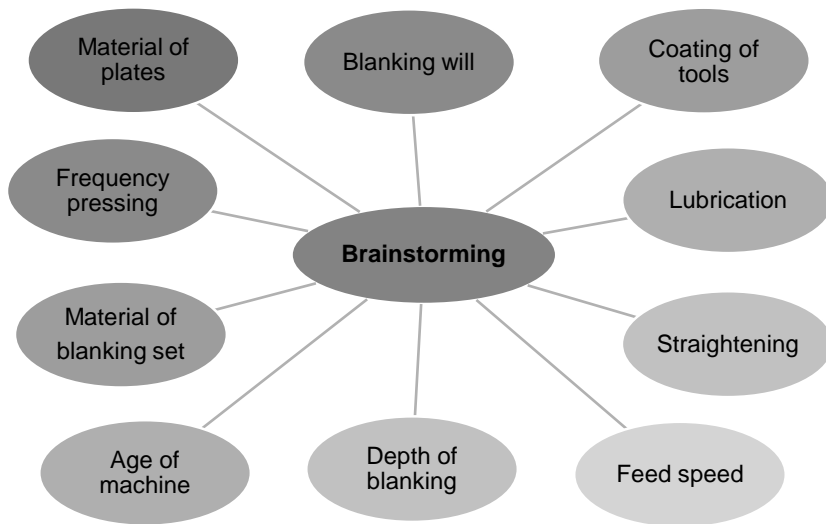 Material of
plates
Blanking will
Coating of
tools
Frequency
pressing
Lubrication
Brainstorming
Material of
blanking set
Straightening
Age of
machine
Depth of
blanking
Feed speed